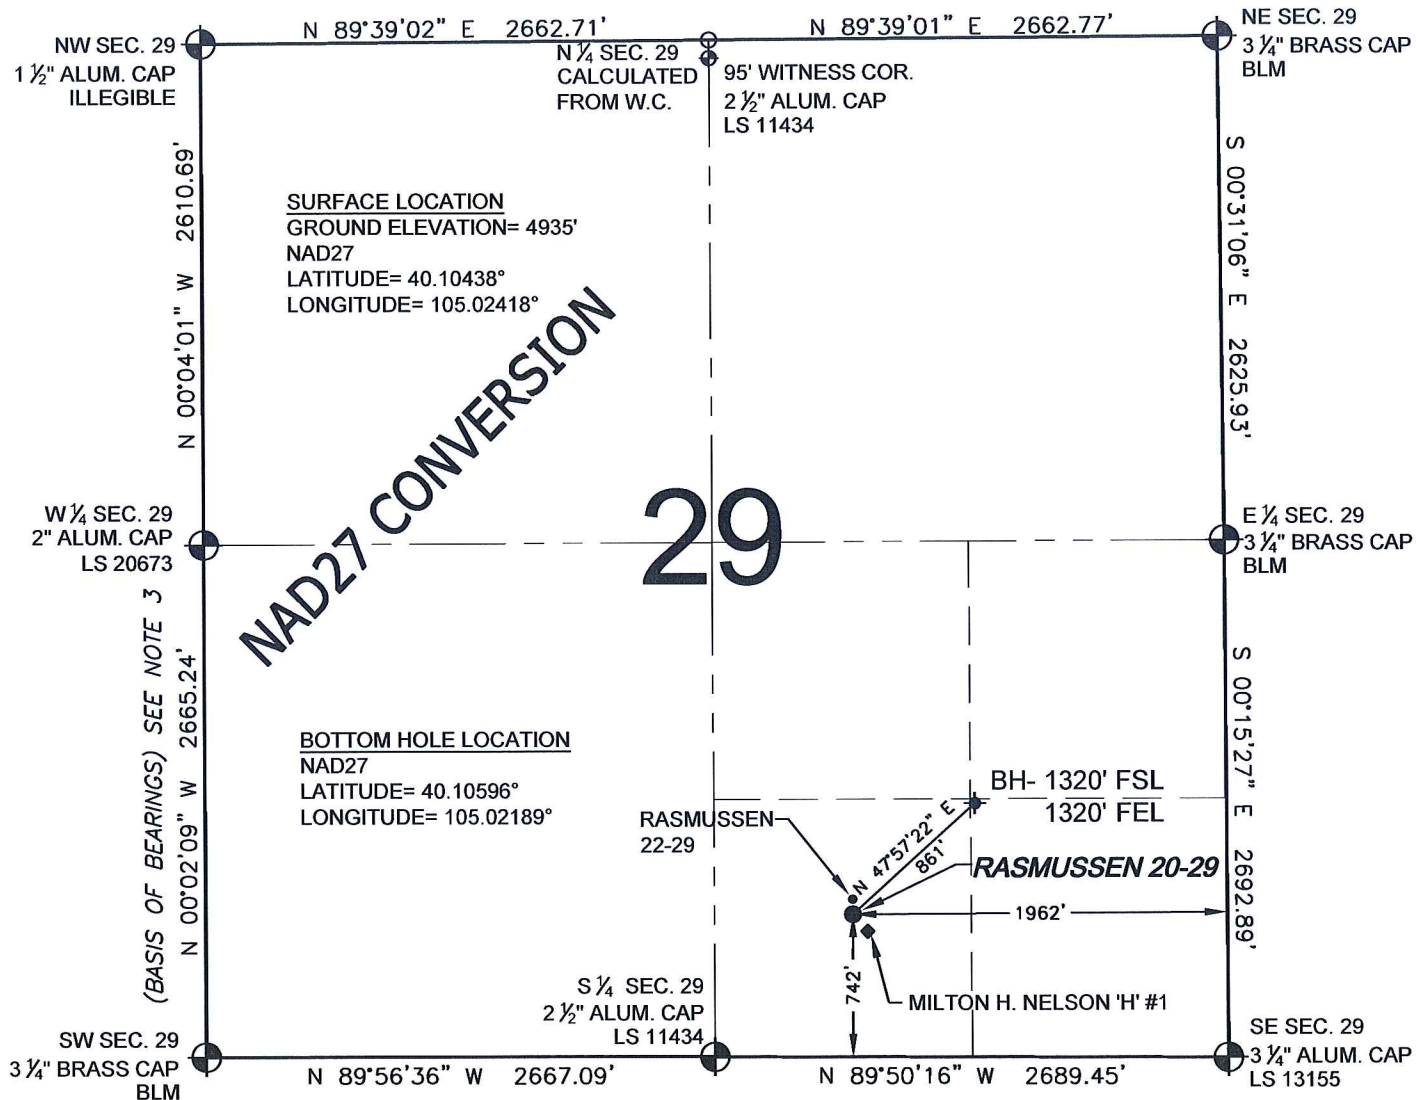 N 89°39'02" E 2662.71'
N 89°39'01" E 2662.77'
NW SEC. 29
1 ½" ALUM. CAP
ILLEGIBLE
N ¼ SEC. 29
CALCULATED
FROM W.C.
95' WITNESS COR.
2 ½" ALUM. CAP
LS 11434
NE SEC. 29
3 ¼" BRASS CAP
BLM
N 00°04'01" W 2610.69'
S 00°31'06" E 2625.93'
SURFACE LOCATION
GROUND ELEVATION= 4935'
NAD27
LATITUDE= 40.10438°
LONGITUDE= 105.02418°
NAD27 CONVERSION
29
W ¼ SEC. 29
2" ALUM. CAP
LS 20673
E ¼ SEC. 29
3 ¼" BRASS CAP
BLM
(BASIS OF BEARINGS) SEE NOTE 3
N 00°02'09" W 2665.24'
S 00°15'27" E 2692.89'
BOTTOM HOLE LOCATION
NAD27
LATITUDE= 40.10596°
LONGITUDE= 105.02189°
BH- 1320' FSL
1320' FEL
RASMUSSEN
22-29
N 47°57'22" E
861'
RASMUSSEN 20-29
1962'
742'
MILTON H. NELSON 'H' #1
S ¼ SEC. 29
2 ½" ALUM. CAP
LS 11434
SW SEC. 29
3 ¼" BRASS CAP
BLM
SE SEC. 29
3 ¼" ALUM. CAP
LS 13155
N 89°56'36" W 2667.09'
N 89°50'16" W 2689.45'